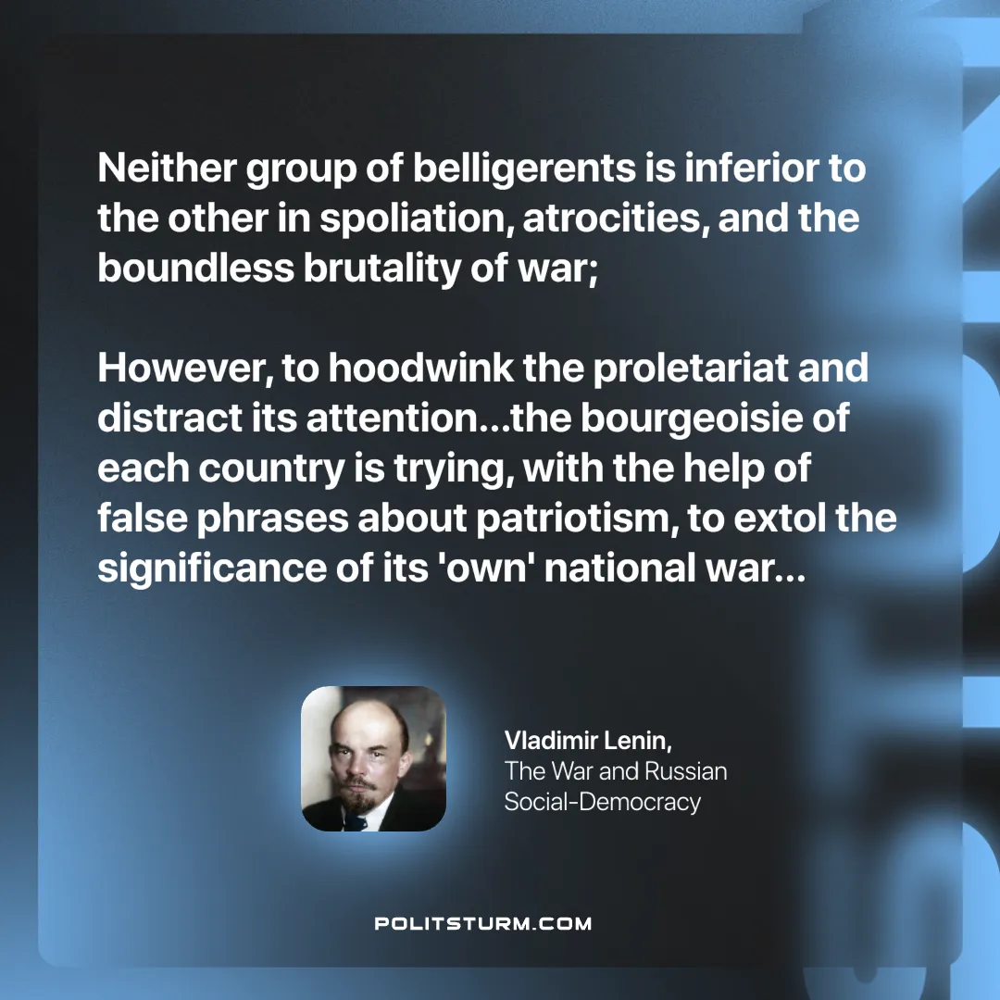 Neither group of belligerents is inferior to
the other in spoliation, atrocities, and the
boundless brutality of war;
However, to hoodwink the proletariat and
distract its attention...the bourgeoisie of
each country is trying, with the help of
false phrases about patriotism, to extol the
significance of its 'own' national war...
Vladimir Lenin,
The War and Russian
Social-Democracy
POLITSTURM.COM